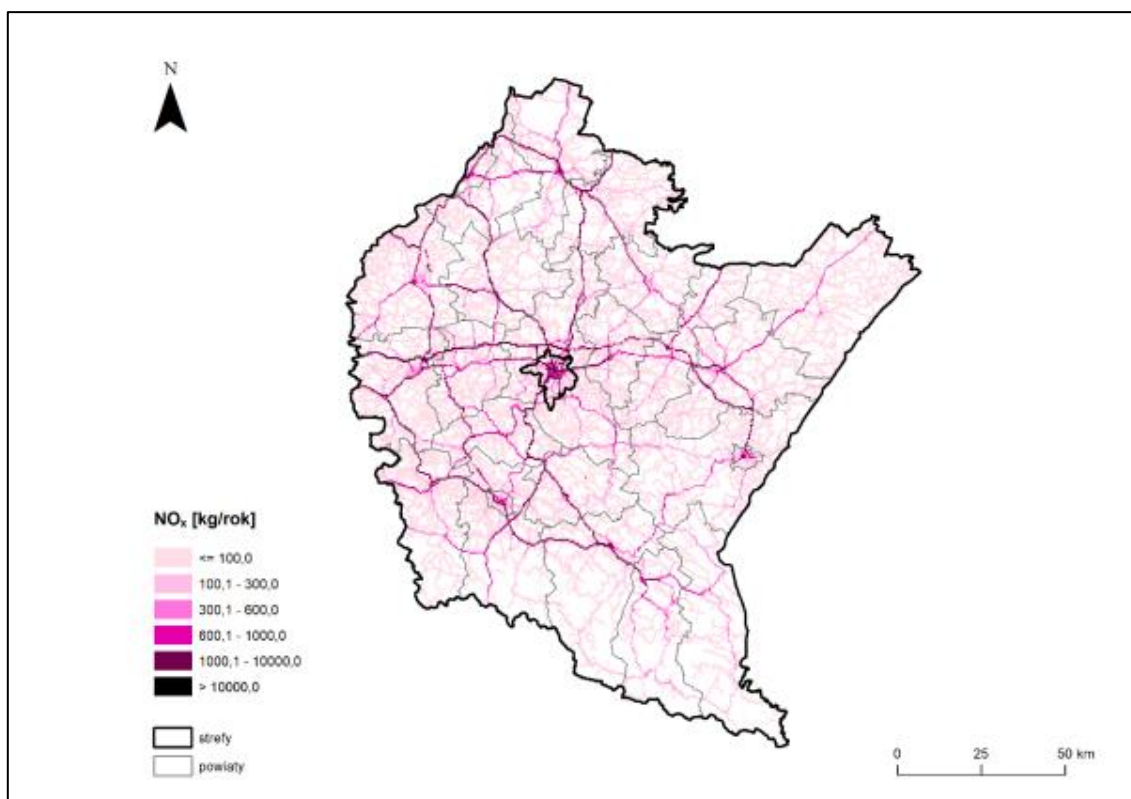 N
NOₓ [kg/rok]
<= 100,0
100,1 - 300,0
300,1 - 600,0
600,1 - 1000,0
1000,1 - 10000,0
> 10000,0
strefy
powiaty
0 25 50 km